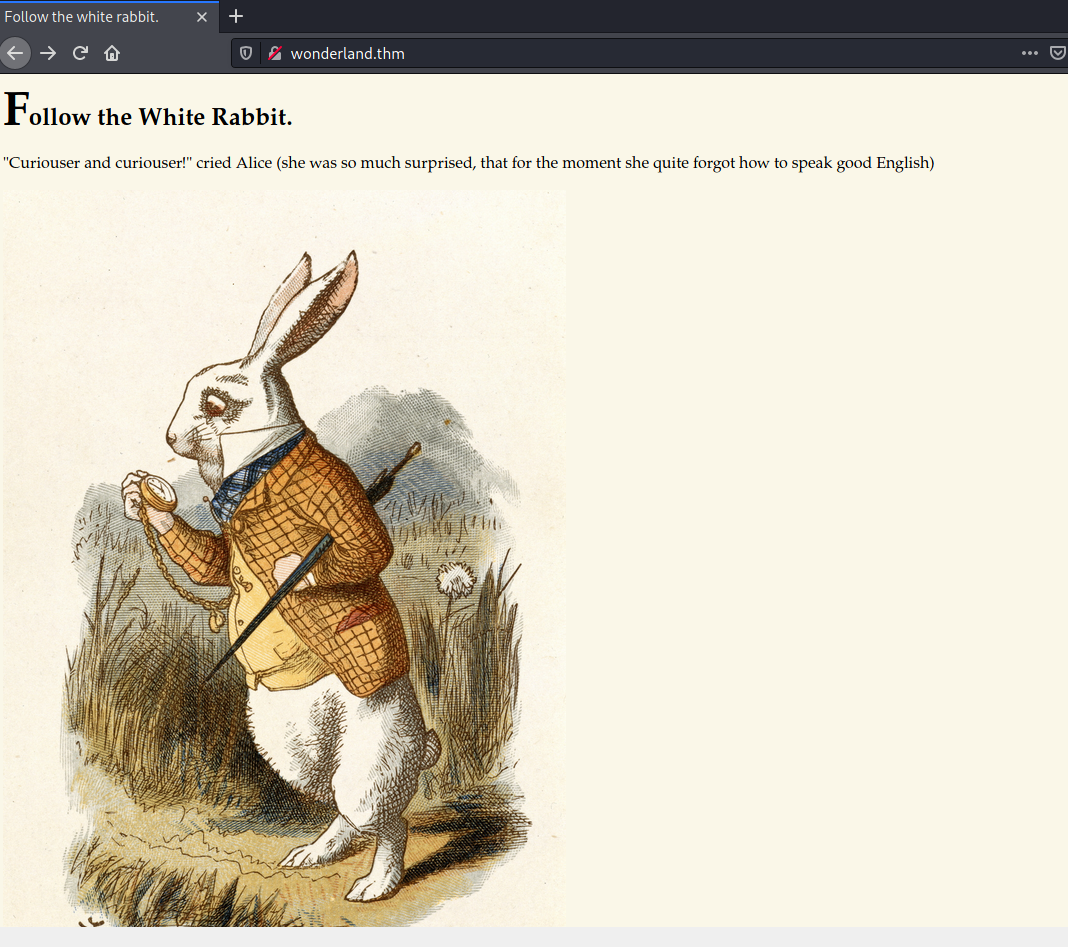 Follow the white rabbit.
wonderland.thm
Follow the White Rabbit.
"Curiouser and curiouser!" cried Alice (she was so much surprised, that for the moment she quite forgot how to speak good English)